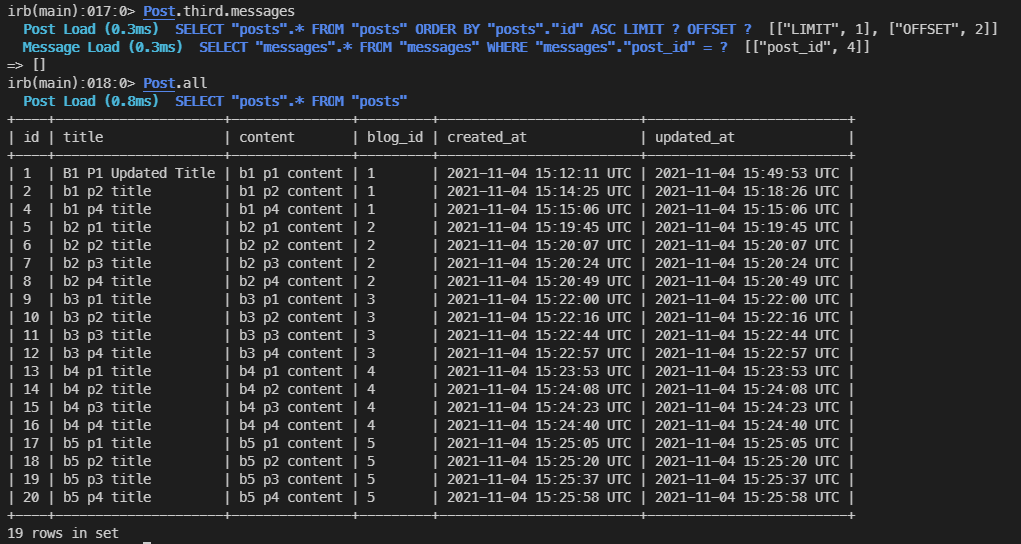 irb(main):017:0> Post.third.messages
  Post Load (0.3ms)  SELECT "posts".* FROM "posts" ORDER BY "posts"."id" ASC LIMIT ? OFFSET ?  [["LIMIT", 1], ["OFFSET", 2]]
  Message Load (0.3ms)  SELECT "messages".* FROM "messages" WHERE "messages"."post_id" = ?  [["post_id", 4]]
=> []
irb(main):018:0> Post.all
  Post Load (0.8ms)  SELECT "posts".* FROM "posts"
+----+---------------------+---------------+---------+-------------------------+-------------------------+
| id | title               | content       | blog_id | created_at              | updated_at              |
+----+---------------------+---------------+---------+-------------------------+-------------------------+
| 1  | B1 P1 Updated Title | b1 p1 content | 1       | 2021-11-04 15:12:11 UTC | 2021-11-04 15:49:53 UTC |
| 2  | b1 p2 title         | b1 p2 content | 1       | 2021-11-04 15:14:25 UTC | 2021-11-04 15:18:26 UTC |
| 4  | b1 p4 title         | b1 p4 content | 1       | 2021-11-04 15:15:06 UTC | 2021-11-04 15:15:06 UTC |
| 5  | b2 p1 title         | b2 p1 content | 2       | 2021-11-04 15:19:45 UTC | 2021-11-04 15:19:45 UTC |
| 6  | b2 p2 title         | b2 p2 content | 2       | 2021-11-04 15:20:07 UTC | 2021-11-04 15:20:07 UTC |
| 7  | b2 p3 title         | b2 p3 content | 2       | 2021-11-04 15:20:24 UTC | 2021-11-04 15:20:24 UTC |
| 8  | b2 p4 title         | b2 p4 content | 2       | 2021-11-04 15:20:49 UTC | 2021-11-04 15:20:49 UTC |
| 9  | b3 p1 title         | b3 p1 content | 3       | 2021-11-04 15:22:00 UTC | 2021-11-04 15:22:00 UTC |
| 10 | b3 p2 title         | b3 p2 content | 3       | 2021-11-04 15:22:16 UTC | 2021-11-04 15:22:16 UTC |
| 11 | b3 p3 title         | b3 p3 content | 3       | 2021-11-04 15:22:44 UTC | 2021-11-04 15:22:44 UTC |
| 12 | b3 p4 title         | b3 p4 content | 3       | 2021-11-04 15:22:57 UTC | 2021-11-04 15:22:57 UTC |
| 13 | b4 p1 title         | b4 p1 content | 4       | 2021-11-04 15:23:53 UTC | 2021-11-04 15:23:53 UTC |
| 14 | b4 p2 title         | b4 p2 content | 4       | 2021-11-04 15:24:08 UTC | 2021-11-04 15:24:08 UTC |
| 15 | b4 p3 title         | b4 p3 content | 4       | 2021-11-04 15:24:23 UTC | 2021-11-04 15:24:23 UTC |
| 16 | b4 p4 title         | b4 p4 content | 4       | 2021-11-04 15:24:40 UTC | 2021-11-04 15:24:40 UTC |
| 17 | b5 p1 title         | b5 p1 content | 5       | 2021-11-04 15:25:05 UTC | 2021-11-04 15:25:05 UTC |
| 18 | b5 p2 title         | b5 p2 content | 5       | 2021-11-04 15:25:20 UTC | 2021-11-04 15:25:20 UTC |
| 19 | b5 p3 title         | b5 p3 content | 5       | 2021-11-04 15:25:37 UTC | 2021-11-04 15:25:37 UTC |
| 20 | b5 p4 title         | b5 p4 content | 5       | 2021-11-04 15:25:58 UTC | 2021-11-04 15:25:58 UTC |
+----+---------------------+---------------+---------+-------------------------+-------------------------+
19 rows in set